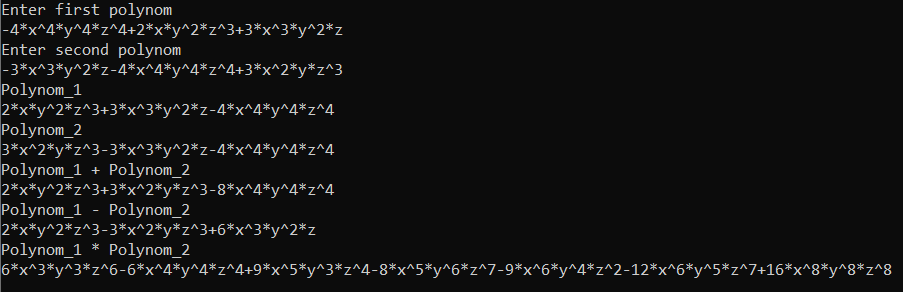 Enter first polynom
-4*x^4*y^4*z^4+2*x*y^2*z^3+3*x^3*y^2*z
Enter second polynom
-3*x^3*y^2*z-4*x^4*y^4*z^4+3*x^2*y*z^3
Polynom_1
2*x*y^2*z^3+3*x^3*y^2*z-4*x^4*y^4*z^4
Polynom_2
3*x^2*y*z^3-3*x^3*y^2*z-4*x^4*y^4*z^4
Polynom_1 + Polynom_2
2*x*y^2*z^3+3*x^2*y*z^3-8*x^4*y^4*z^4
Polynom_1 - Polynom_2
2*x*y^2*z^3-3*x^2*y*z^3+6*x^3*y^2*z
Polynom_1 * Polynom_2
6*x^3*y^3*z^6-6*x^4*y^4*z^4+9*x^5*y^3*z^4-8*x^5*y^6*z^7-9*x^6*y^4*z^2-12*x^6*y^5*z^7+16*x^8*y^8*z^8